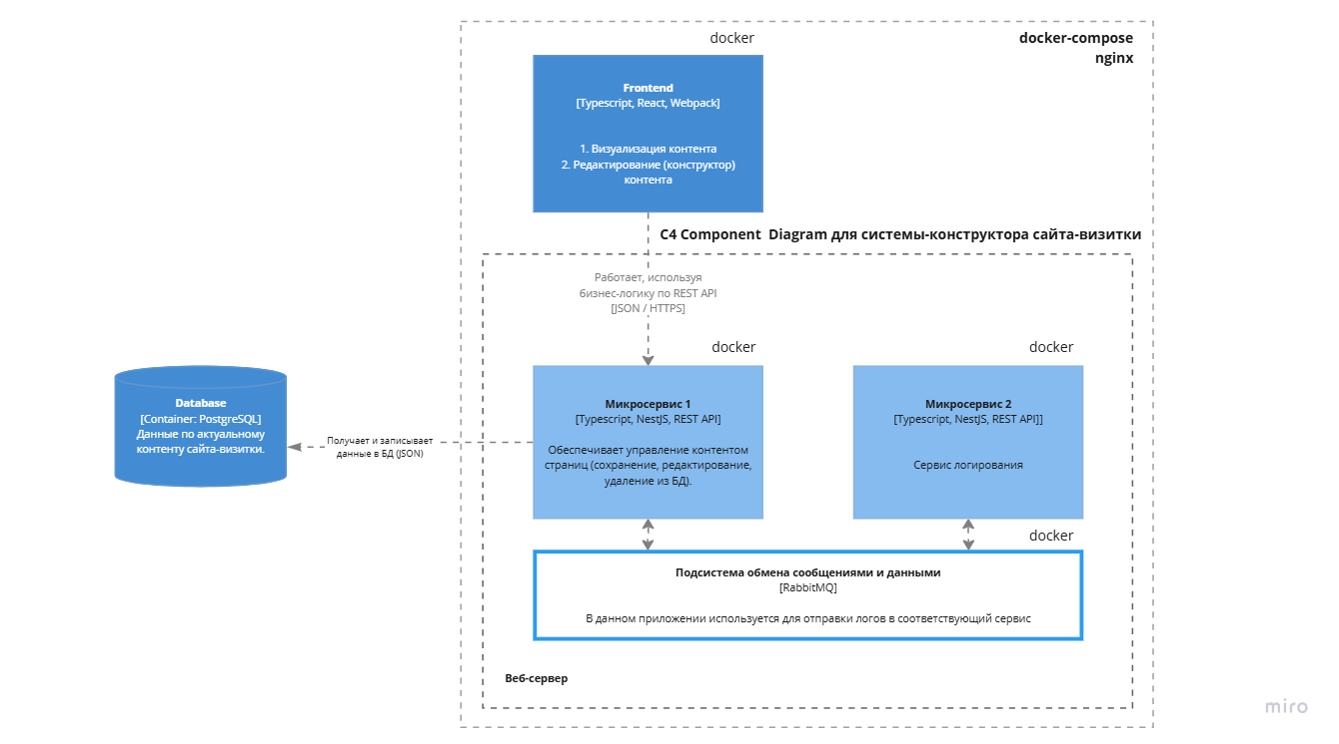 docker-compose
nginx
docker
Frontend
[Typescript, React, Webpack]
1. Визуализация контента
2. Редактирование (конструктор)
контента
C4 Component Diagram для системы-конструктора сайта-визитки
Работает, используя
бизнес-логику по REST API
[JSON / HTTPS]
docker
docker
Database
[Container: PostgreSQL]
Данные по актуальному
контенту сайта-визитки.
Получает и записывает
данные в БД (JSON)
Микросервис 1
[Typescript, NestJS, REST API]
Обеспечивает управление контентом
страниц (сохранение, редактирование,
удаление из БД).
Микросервис 2
[Typescript, NestJS, REST API]]
Сервис логирования
docker
Подсистема обмена сообщениями и данными
[RabbitMQ]
В данном приложении используется для отправки логов в соответствующий сервис
Веб-сервер
miro